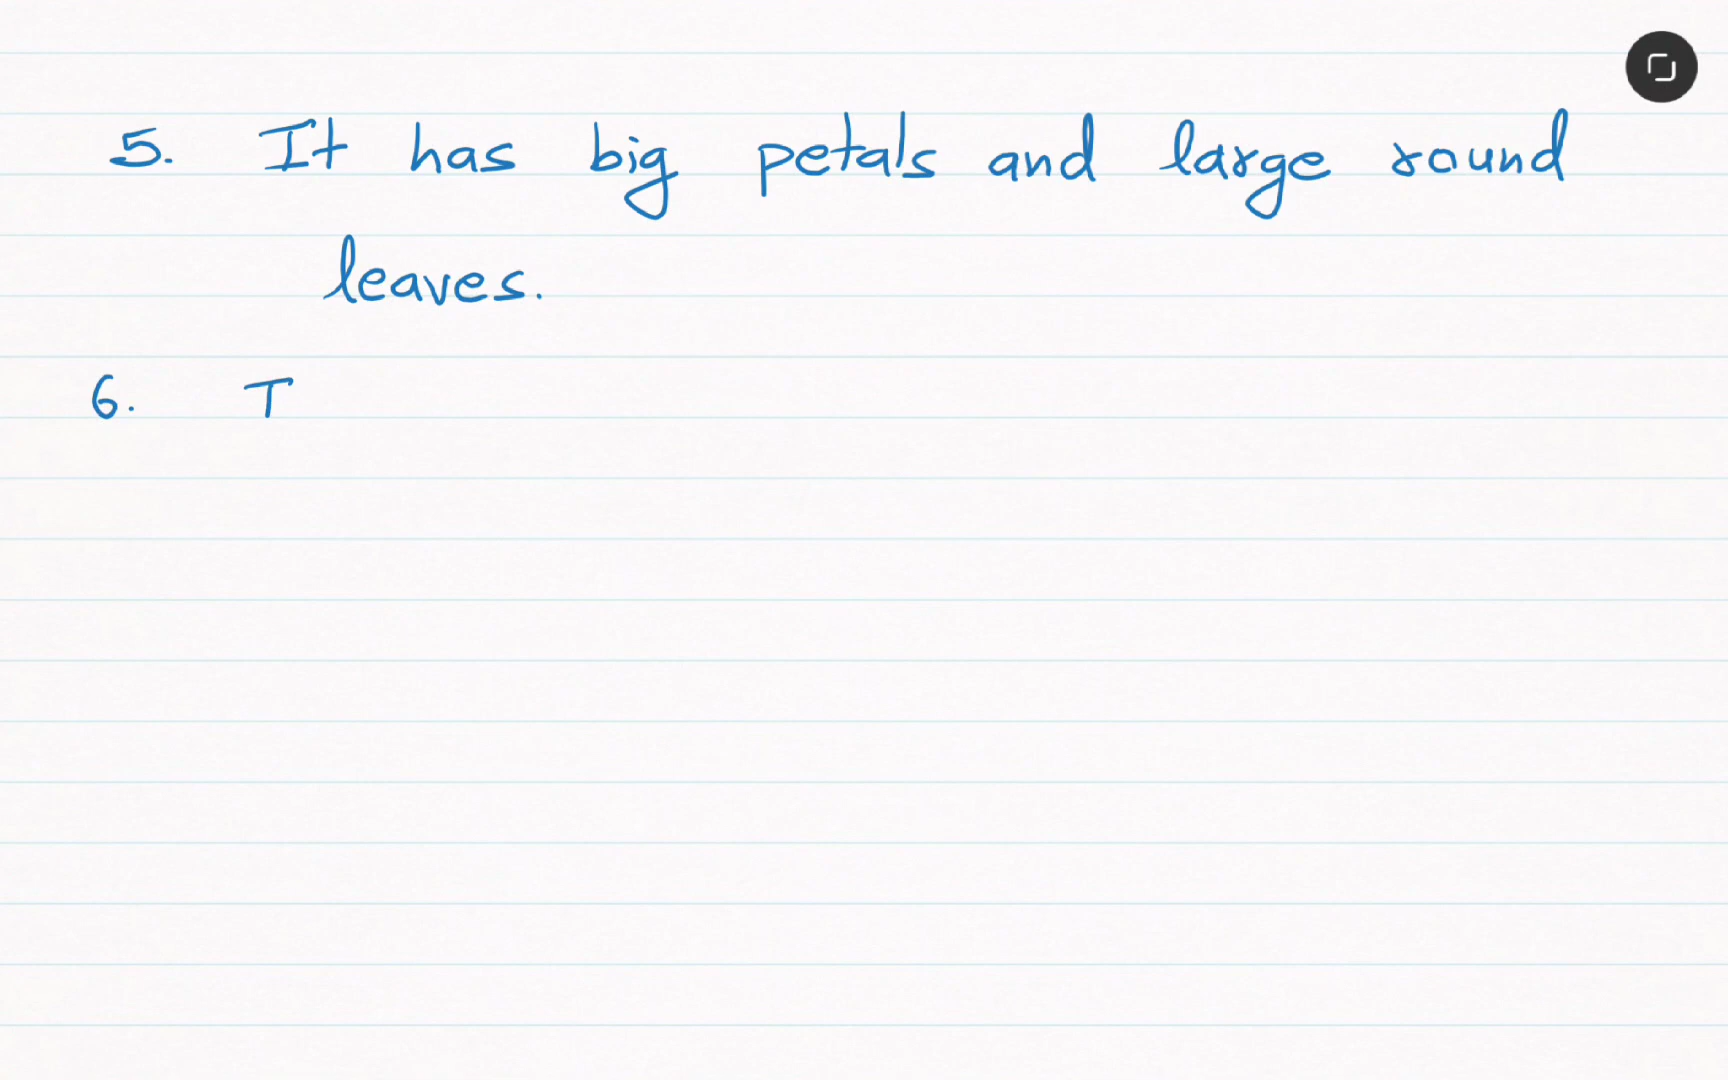 5. It has big petals and large round
leaves.
6. T